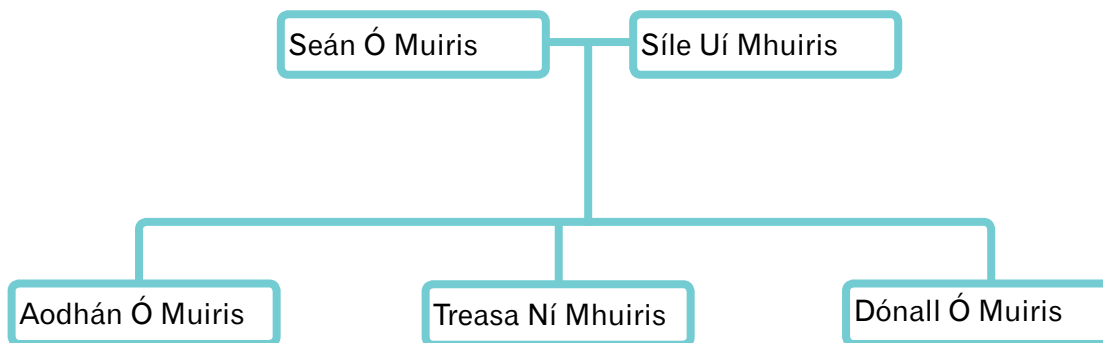 Seán Ó Muiris
Síle Uí Mhuiris
Aodhán Ó Muiris
Treasa Ní Mhuiris
Dónall Ó Muiris